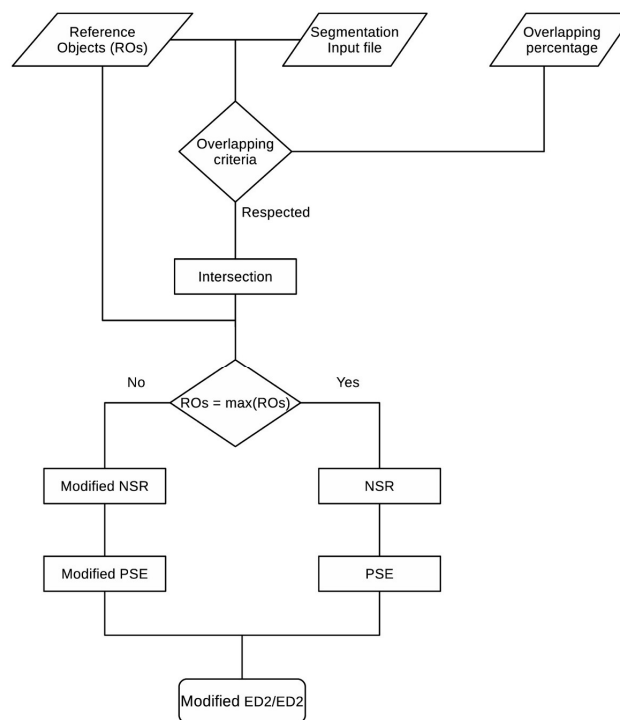 Reference
Objects (ROs)
Segmentation
Input file
Overlapping
percentage
Overlapping
criteria
Respected
Intersection
No
Yes
ROs = max(ROs)
Modified NSR
NSR
Modified PSE
PSE
Modified ED2/ED2